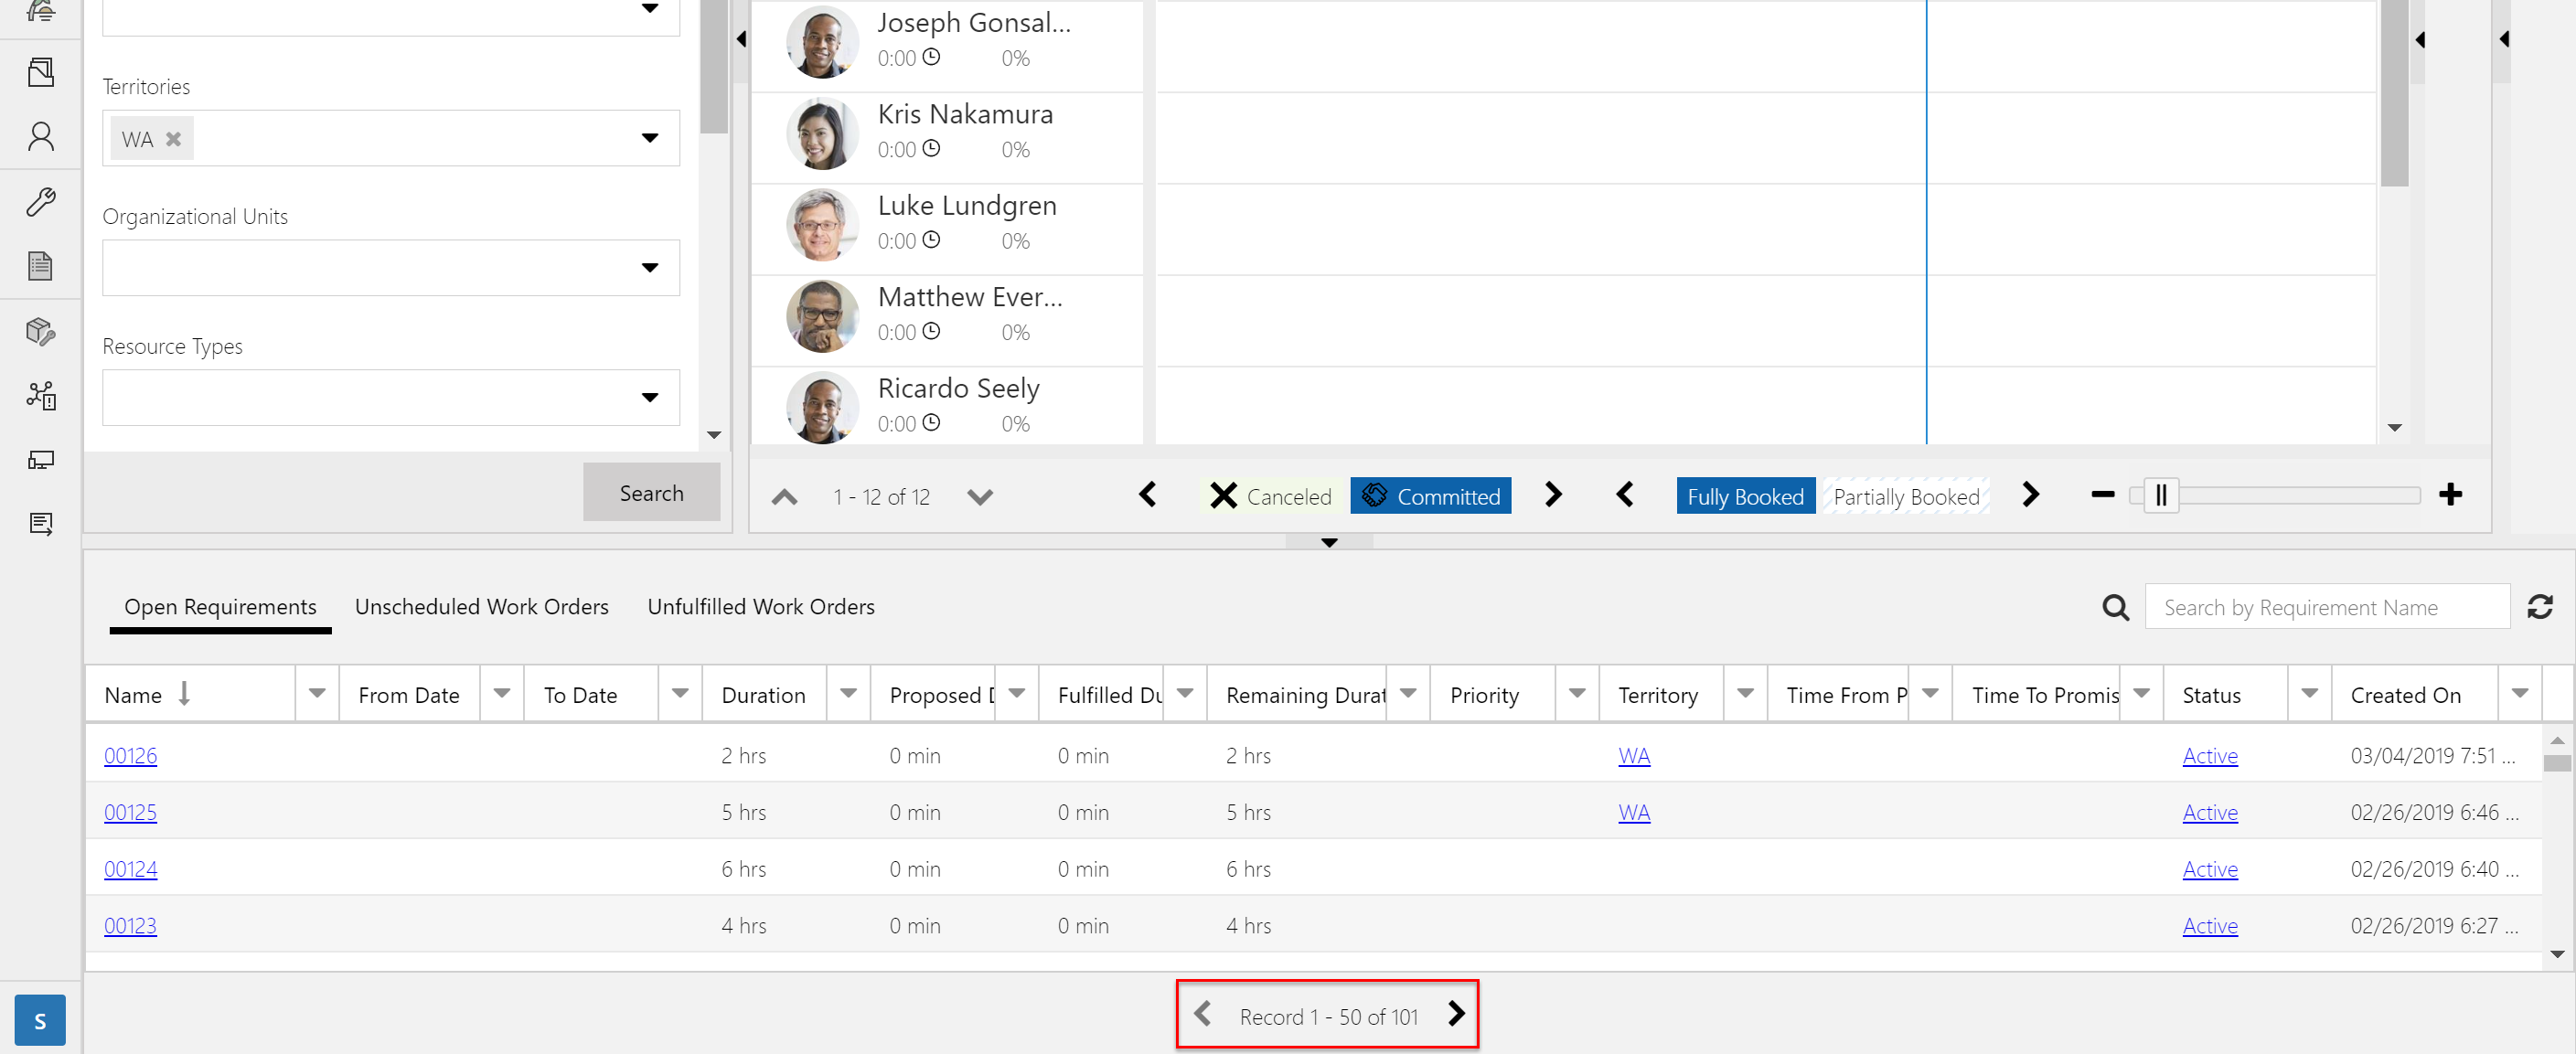 Territories
WA
Organizational Units
Resource Types
Search
Joseph Gonsal...
0:00 0%
Kris Nakamura
0:00 0%
Luke Lundgren
0:00 0%
Matthew Ever...
0:00 0%
Ricardo Seely
0:00 0%
1 - 12 of 12 Canceled Committed Fully Booked Partially Booked
Open Requirements Unscheduled Work Orders Unfulfilled Work Orders Search by Requirement Name
Name From Date To Date Duration Proposed D Fulfilled Du Remaining Durat Priority Territory Time From P Time To Promis Status Created On
00126 2 hrs 0 min 0 min 2 hrs WA Active 03/04/2019 7:51 ...
00125 5 hrs 0 min 0 min 5 hrs WA Active 02/26/2019 6:46 ...
00124 6 hrs 0 min 0 min 6 hrs Active 02/26/2019 6:40 ...
00123 4 hrs 0 min 0 min 4 hrs Active 02/26/2019 6:27 ...
S
Record 1 - 50 of 101